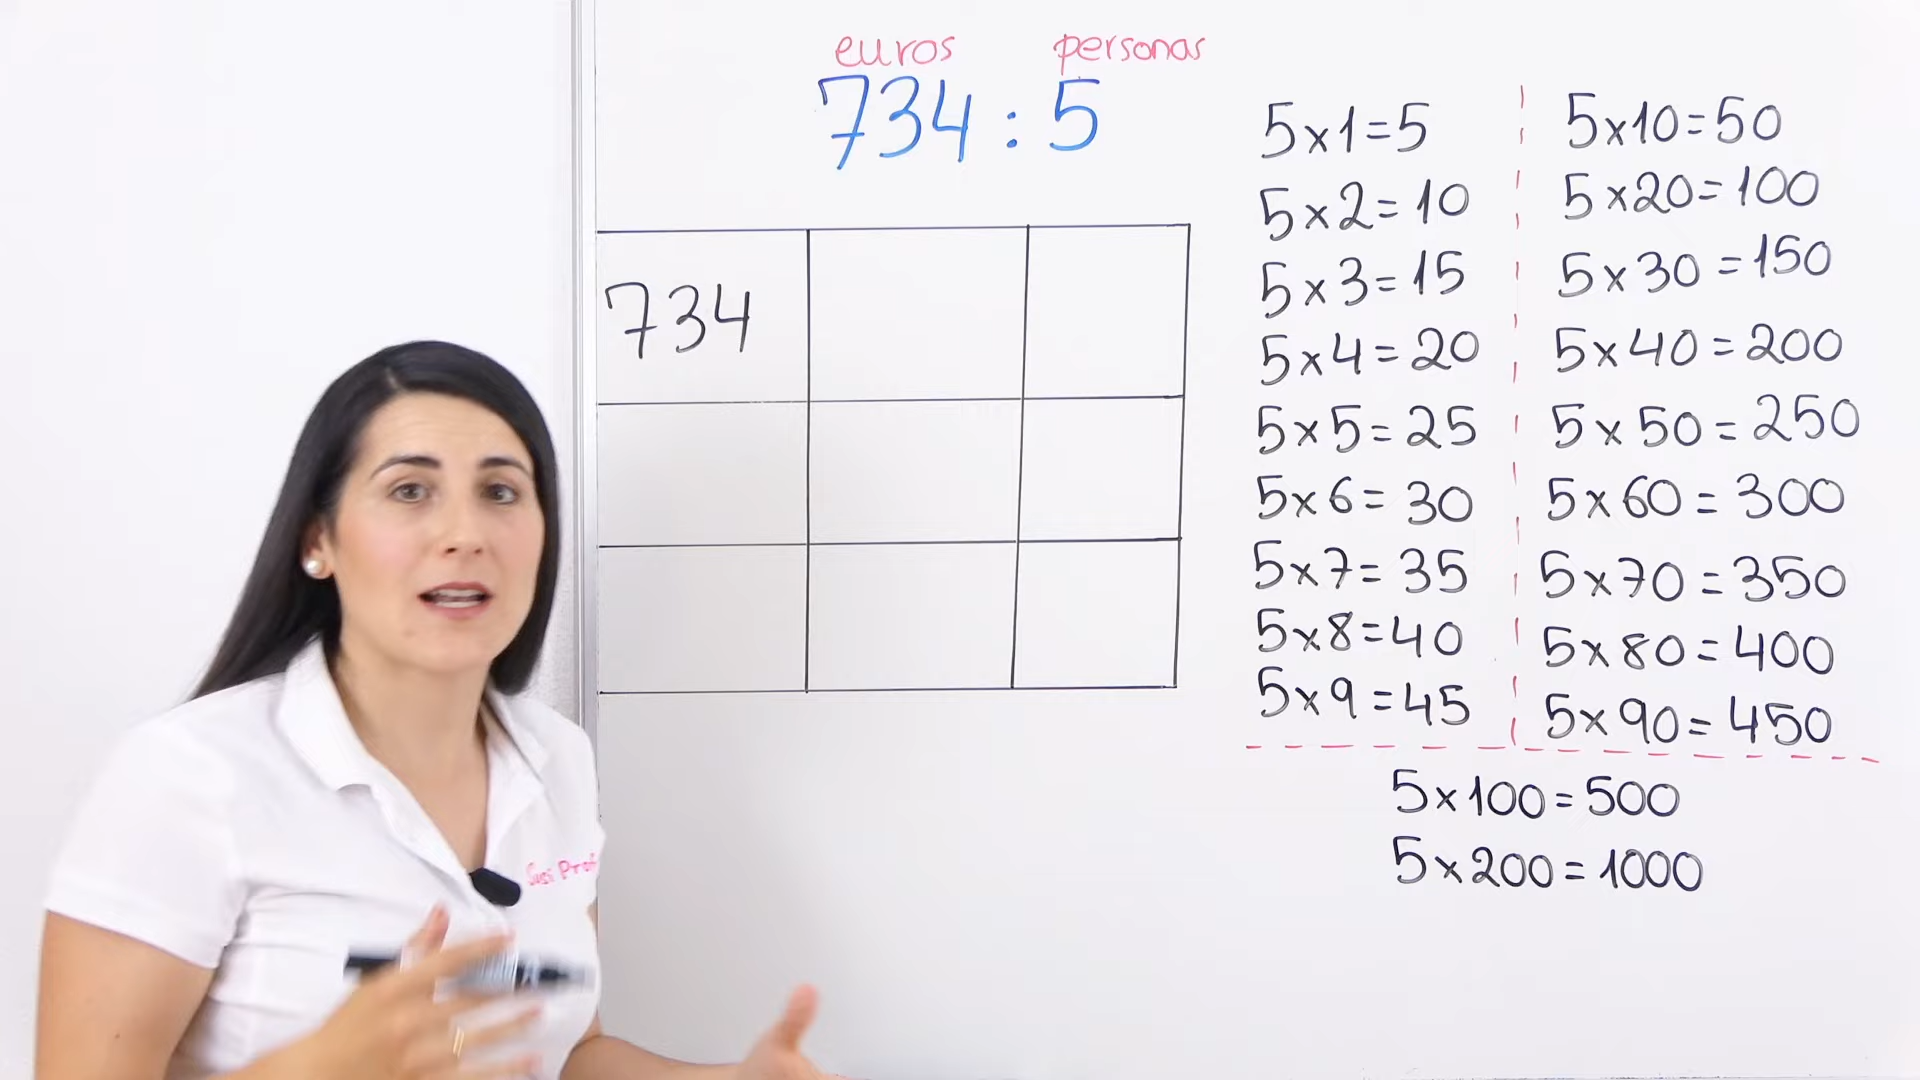 euros personas
734 : 5
734
5x1=5
5x2=10
5x3=15
5x4=20
5x5=25
5x6=30
5x7=35
5x8=40
5x9=45
5x10=50
5x20=100
5x30=150
5x40=200
5x50=250
5x60=300
5x70=350
5x80=400
5x90=450
5x100=500
5x200=1000